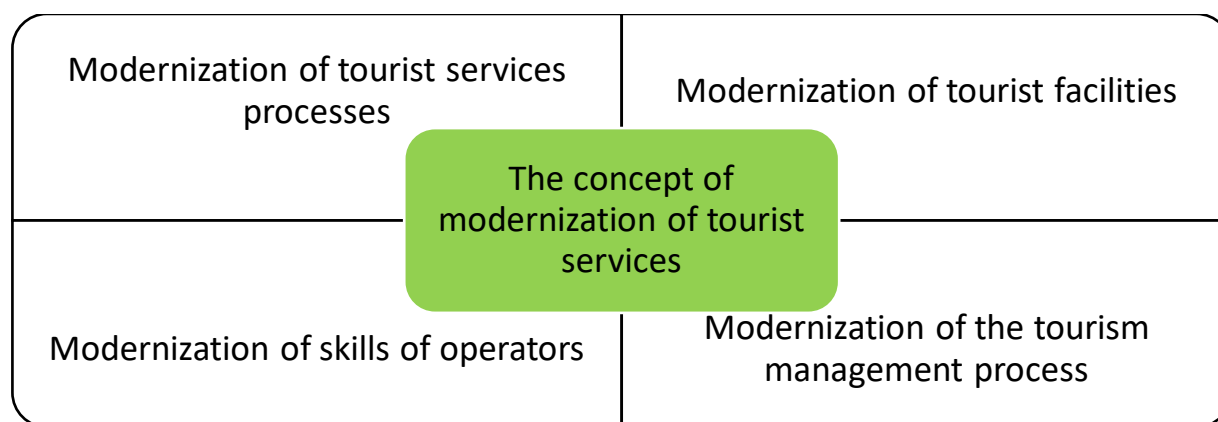 Modernization of tourist services
processes
Modernization of tourist facilities
The concept of
modernization of tourist
services
Modernization of skills of operators
Modernization of the tourism
management process